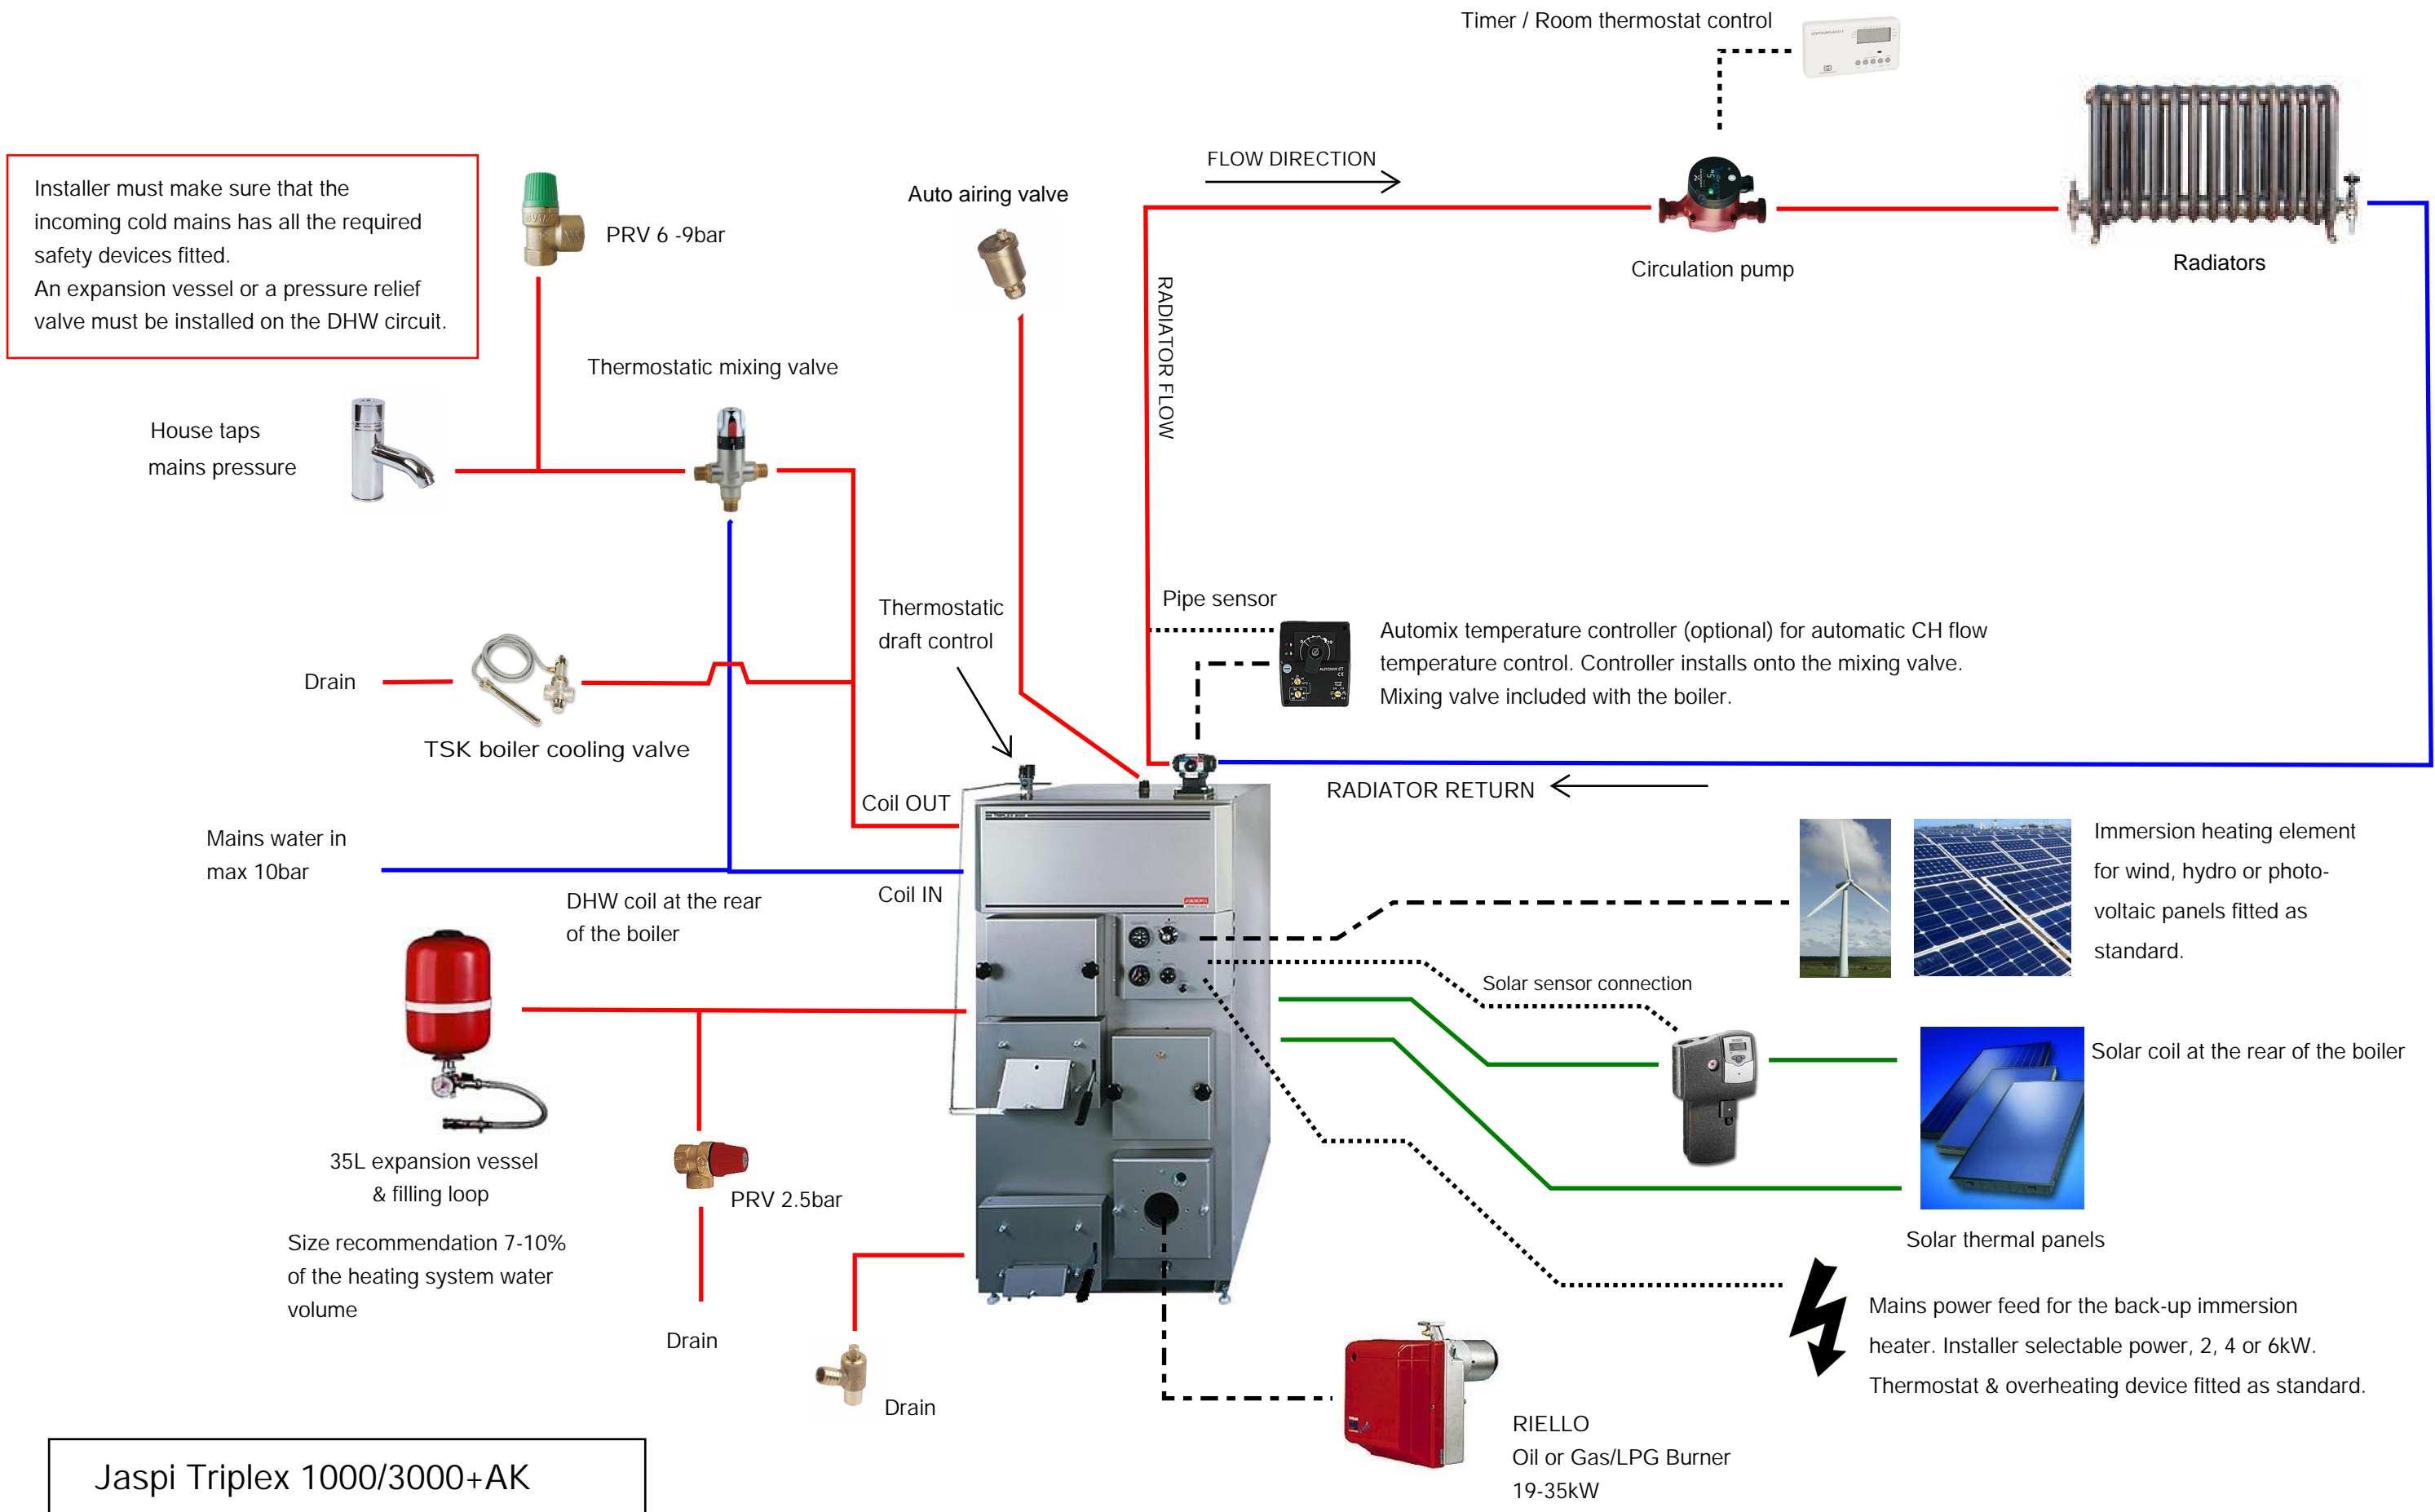 Timer / Room thermostat control
FLOW DIRECTION
Installer must make sure that the
incoming cold mains has all the required
safety devices fitted.
An expansion vessel or a pressure relief
valve must be installed on the DHW circuit.
PRV 6 -9bar
Auto airing valve
Circulation pump
Radiators
RADIATOR FLOW
Thermostatic mixing valve
House taps
mains pressure
Thermostatic
draft control
Pipe sensor
Automix temperature controller (optional) for automatic CH flow
temperature control. Controller installs onto the mixing valve.
Mixing valve included with the boiler.
Drain
TSK boiler cooling valve
RADIATOR RETURN
Coil OUT
Mains water in
max 10bar
Coil IN
DHW coil at the rear
of the boiler
Immersion heating element
for wind, hydro or photo-
voltaic panels fitted as
standard.
Solar sensor connection
Solar coil at the rear of the boiler
35L expansion vessel
& filling loop
PRV 2.5bar
Size recommendation 7-10%
of the heating system water
volume
Drain
Solar thermal panels
Mains power feed for the back-up immersion
heater. Installer selectable power, 2, 4 or 6kW.
Thermostat & overheating device fitted as standard.
Drain
RIELLO
Oil or Gas/LPG Burner
19-35kW
Jaspi Triplex 1000/3000+AK